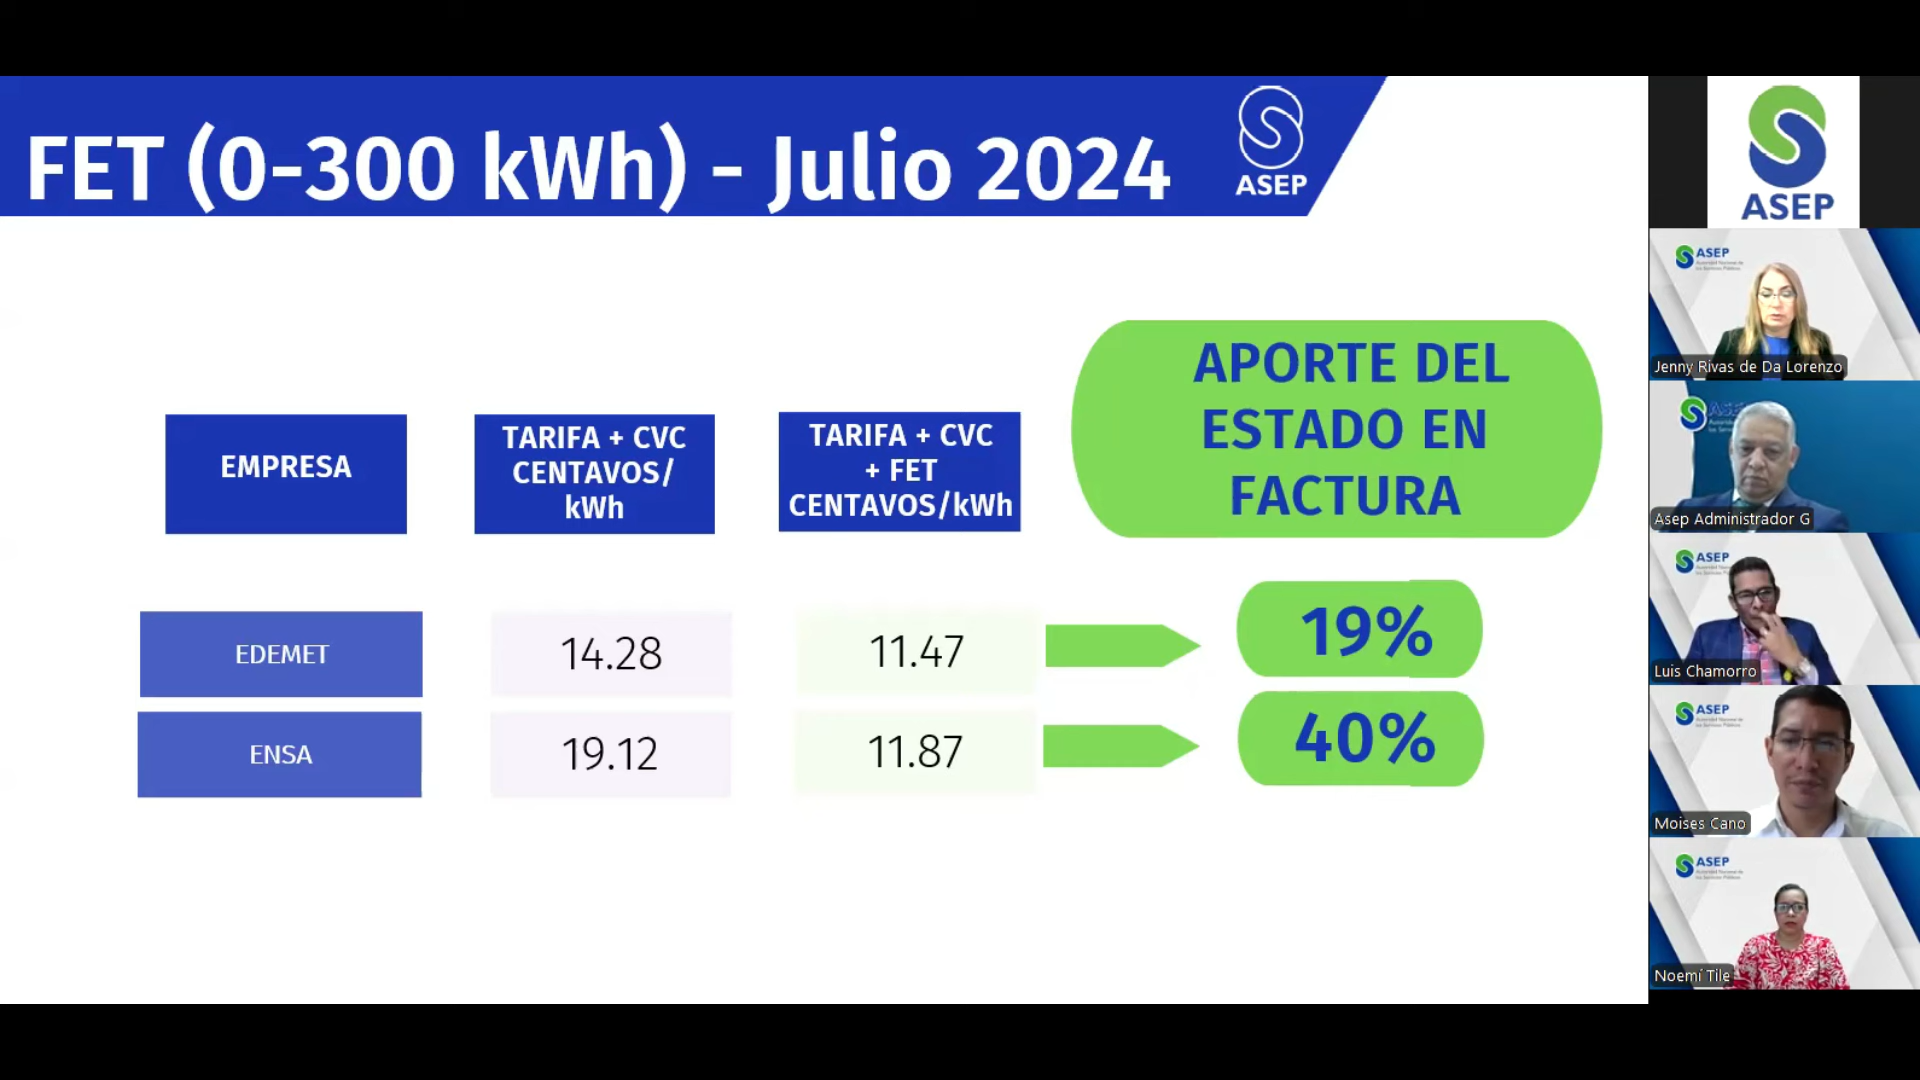 FET (0-300 kWh) - Julio 2024
ASEP
EMPRESA
TARIFA + CVC
CENTAVOS/
kWh
TARIFA + CVC
+ FET
CENTAVOS/kWh
APORTE DEL
ESTADO EN
FACTURA
EDEMET
14.28
11.47
19%
ENSA
19.12
11.87
40%
ASEP
ASEP
Jenny Rivas de Da Lorenzo
Asep Administrador G
ASEP
Luis Chamorro
ASEP
Moises Cano
ASEP
Noemí Tile